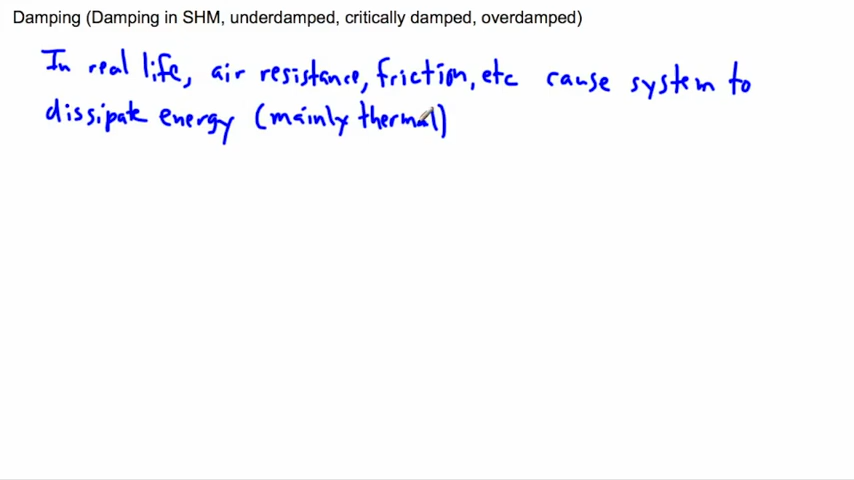 Damping (Damping in SHM, underdamped, critically damped, overdamped)
In real life, air resistance, friction, etc cause system to
dissipate energy (mainly thermal)